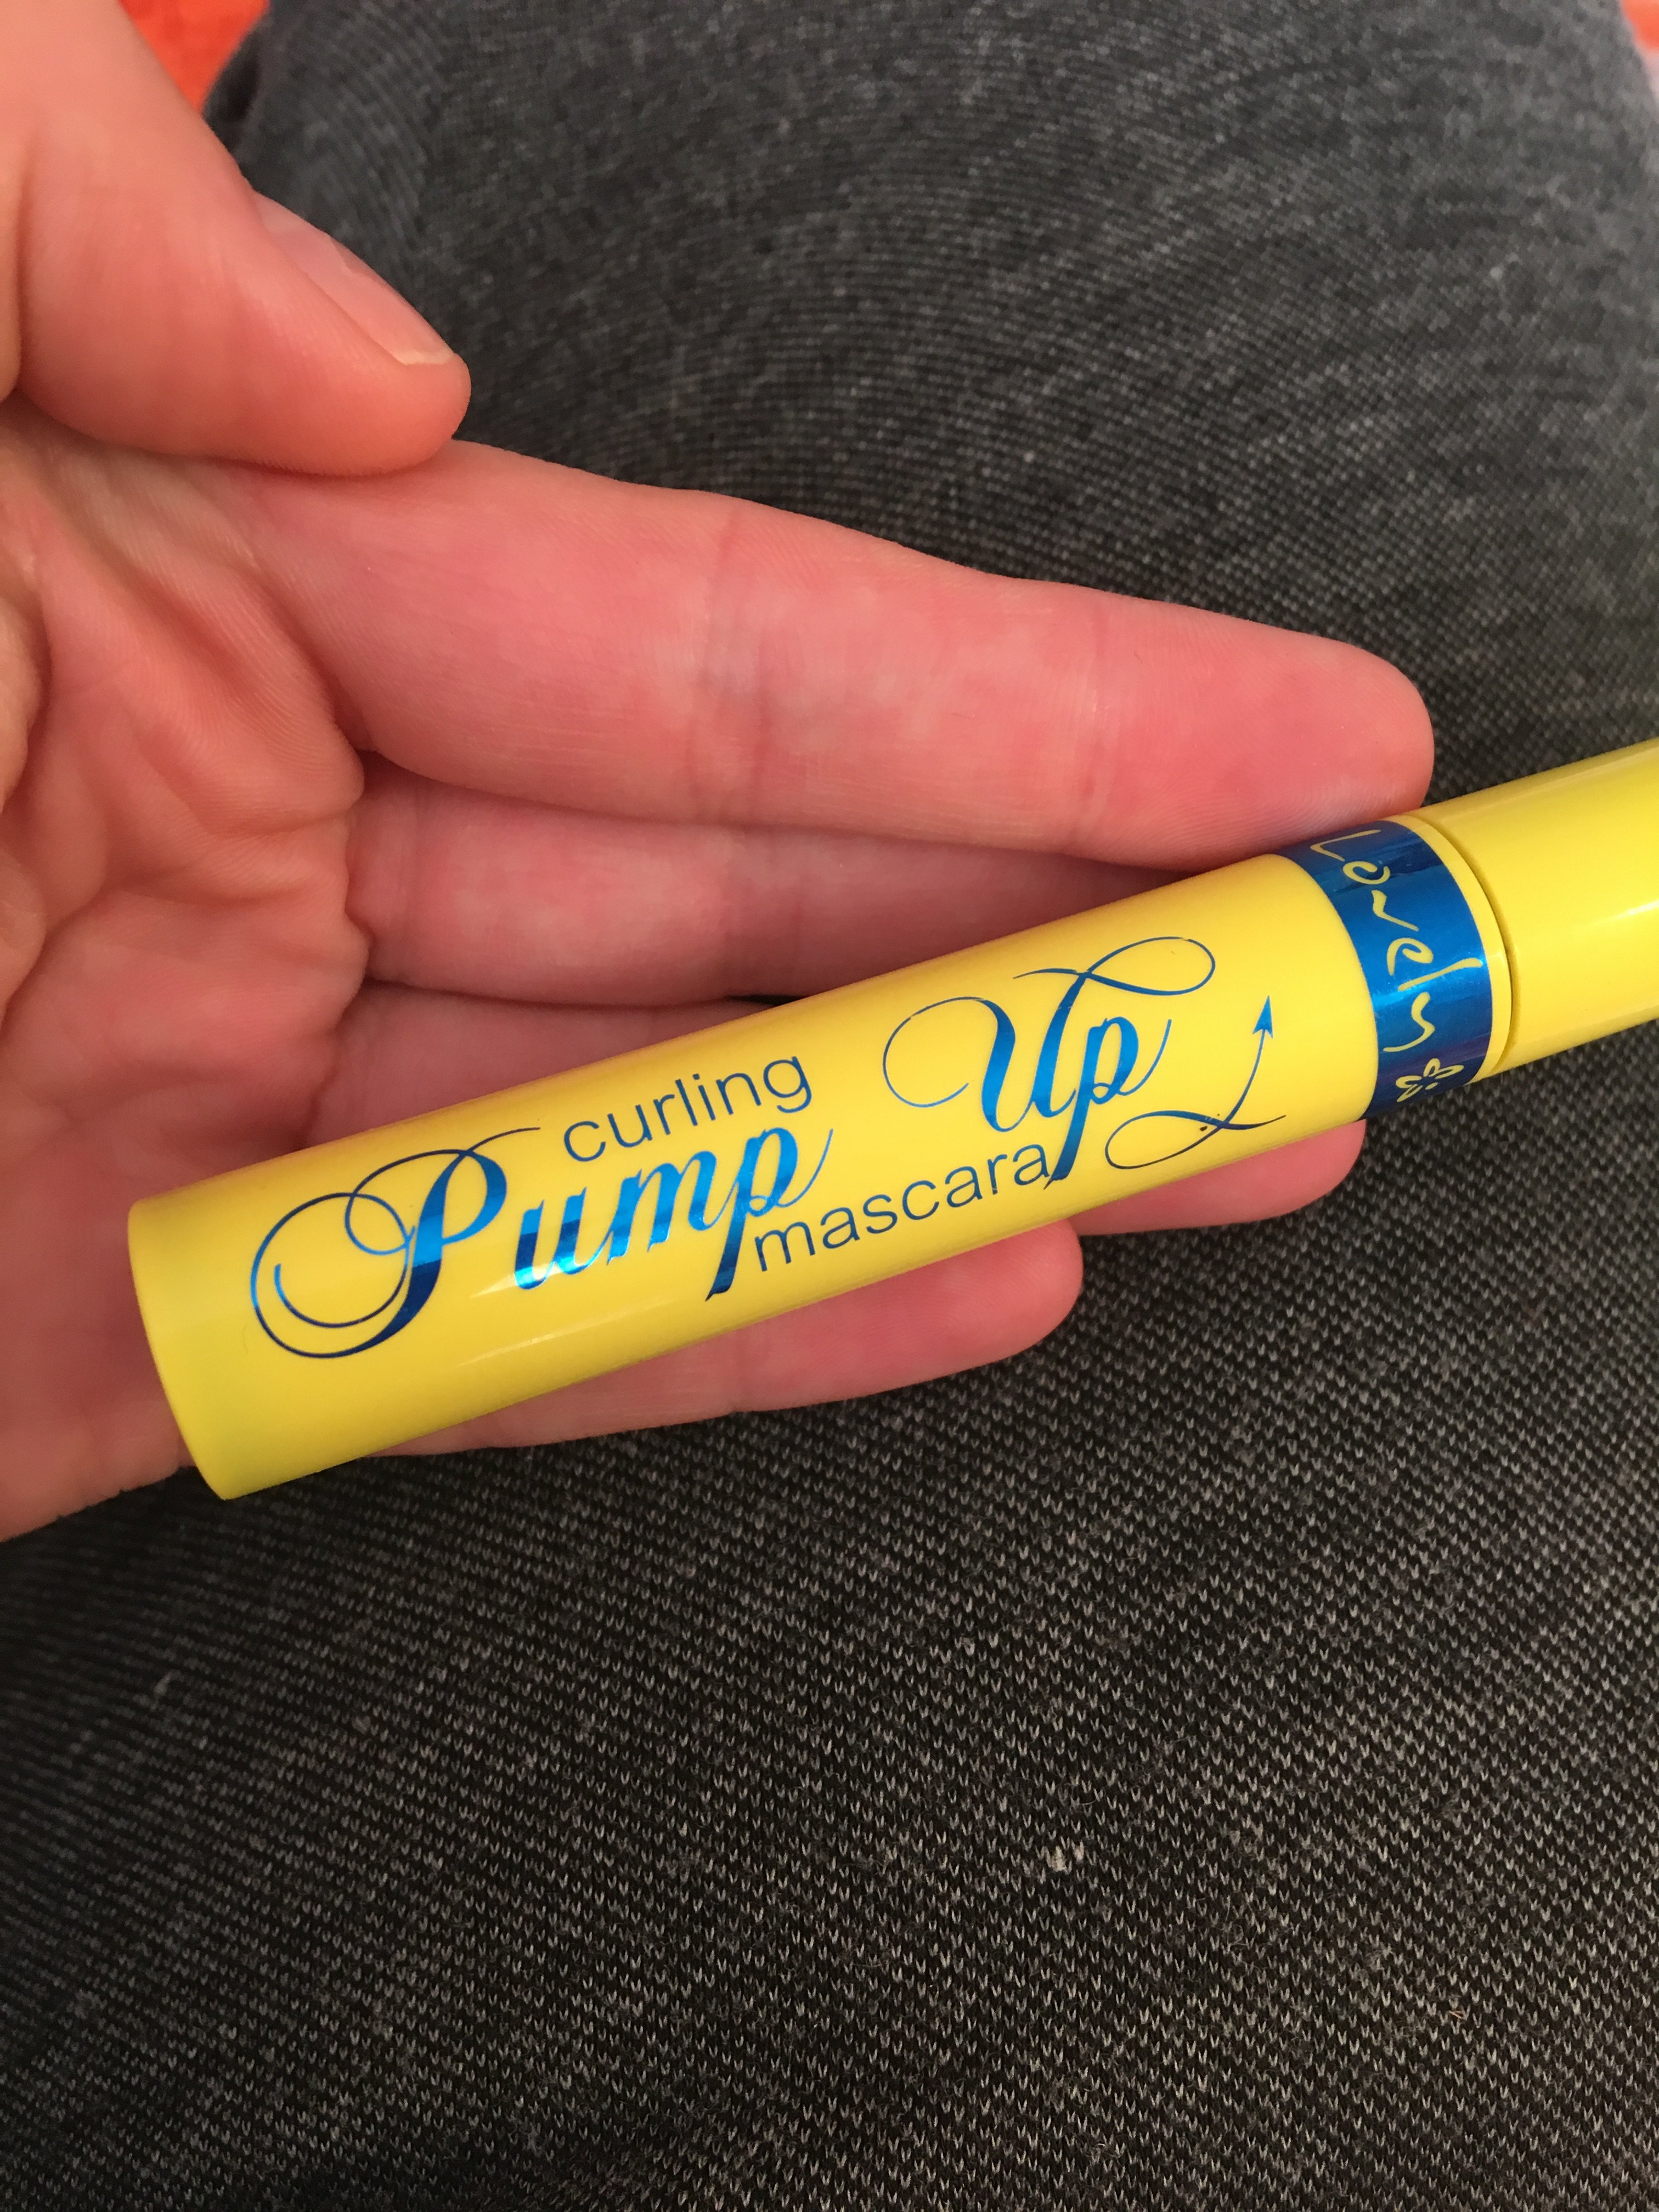 curling
Pump Up
mascara
Lovely